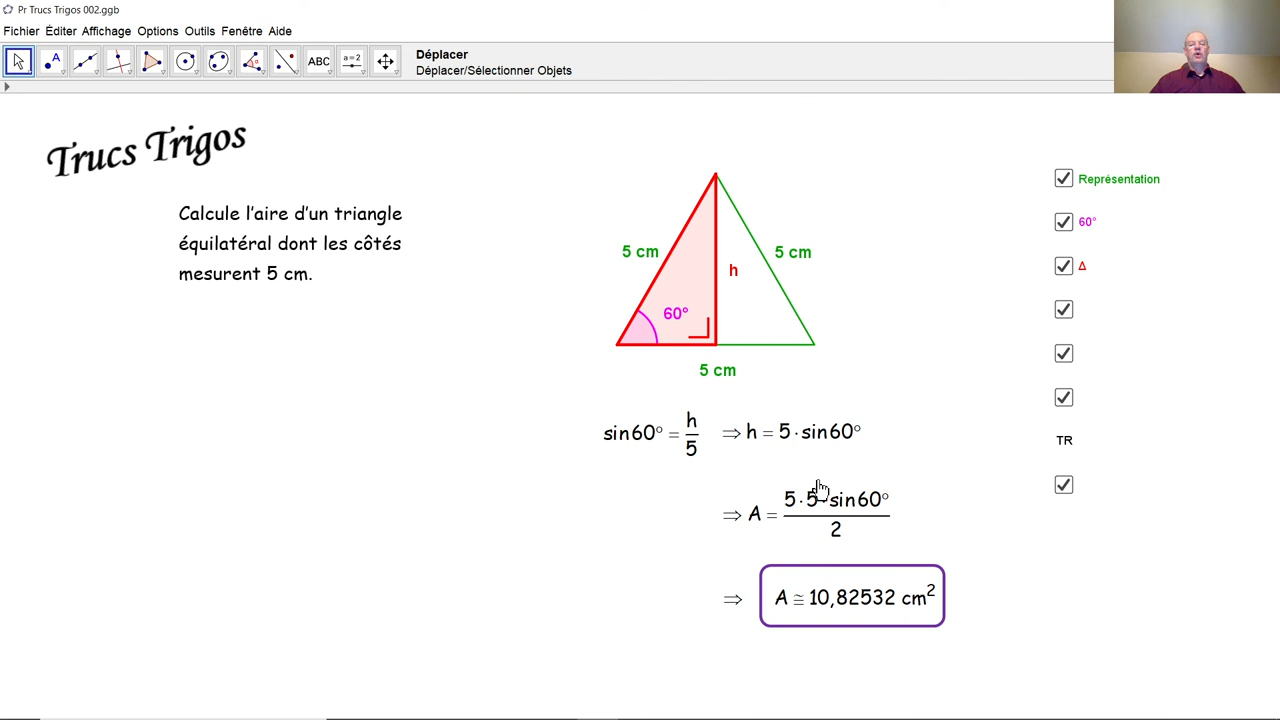 Pr Trucs Trigos 002.ggb
Fichier Éditer Affichage Options Outils Fenêtre Aide
A
ABC
a=2
Déplacer
Déplacer/Sélectionner Objets
Trucs Trigos
Calcule l'aire d'un triangle
équilatéral dont les côtés
mesurent 5 cm.
5 cm
5 cm
h
60°
5 cm
sin60° = h/5 ⇒ h = 5·sin60°
⇒ A = 5·5·sin60°/2
⇒ A ≅ 10,82532 cm²
Représentation
60°
Δ
TR